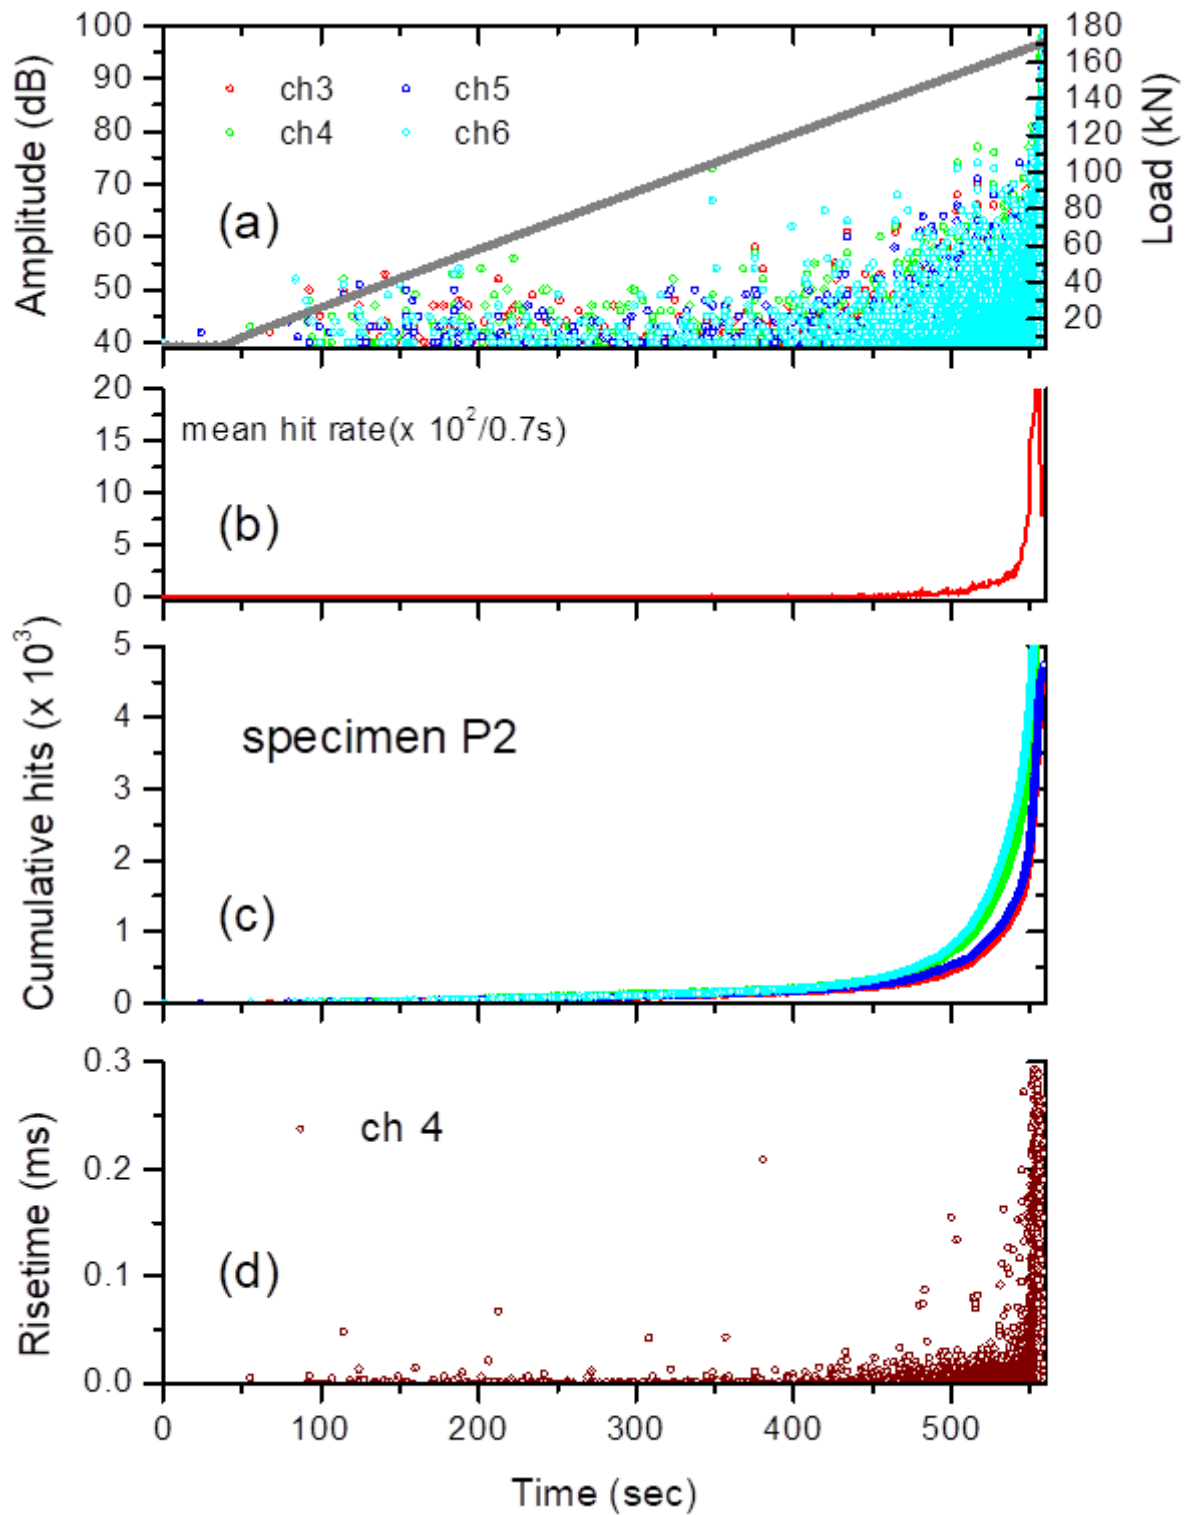 Amplitude (dB)
100
90
80
70
60
50
40
ch3
ch5
ch4
ch6
(a)
180
160
140
120
100
80
60
40
20
Load (kN)
20
15
10
5
0
mean hit rate(x 10²/0.7s)
(b)
Cumulative hits (x 10³)
5
4
3
2
1
0
specimen P2
(c)
Risetime (ms)
0.3
0.2
0.1
0.0
ch 4
(d)
0 100 200 300 400 500
Time (sec)